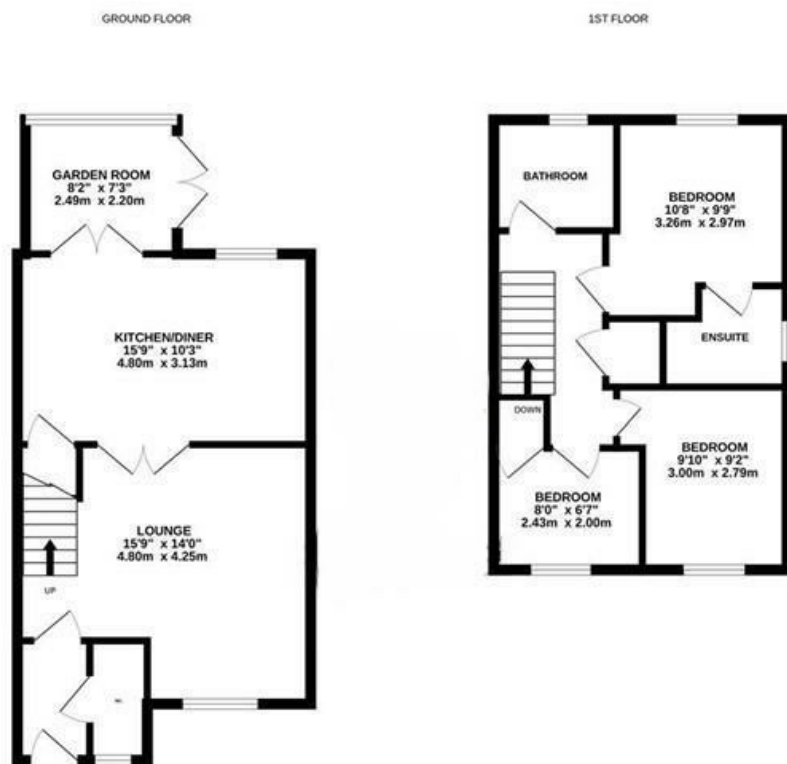 GROUND FLOOR
1ST FLOOR
GARDEN ROOM
8'2" x 7'3"
2.49m x 2.20m
KITCHEN/DINER
15'9" x 10'3"
4.80m x 3.13m
LOUNGE
15'9" x 14'0"
4.80m x 4.25m
UP
BATHROOM
BEDROOM
10'8" x 9'9"
3.26m x 2.97m
ENSUITE
DOWN
BEDROOM
9'10" x 9'2"
3.00m x 2.79m
BEDROOM
8'0" x 6'7"
2.43m x 2.00m